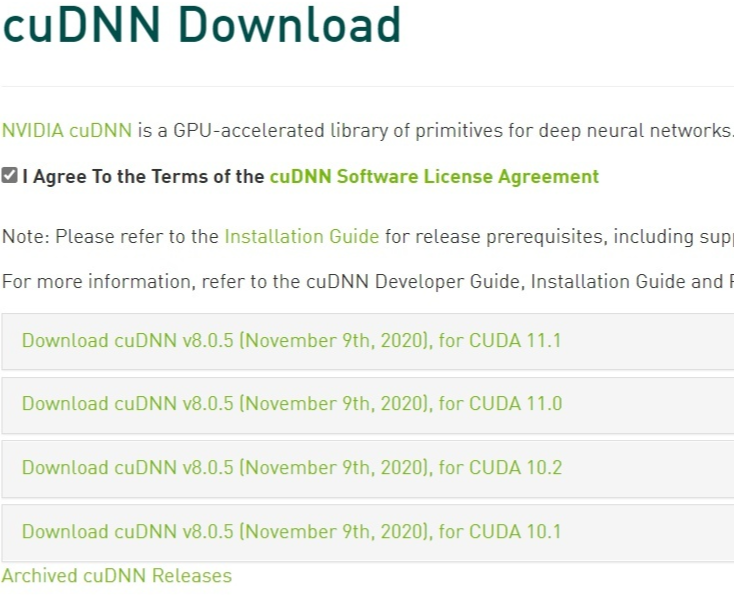 cuDNN Download
NVIDIA cuDNN is a GPU-accelerated library of primitives for deep neural networks.
I Agree To the Terms of the cuDNN Software License Agreement
Note: Please refer to the Installation Guide for release prerequisites, including
For more information, refer to the cuDNN Developer Guide, Installation Guide and
Download cuDNN v8.0.5 (November 9th, 2020), for CUDA 11.1
Download cuDNN v8.0.5 (November 9th, 2020), for CUDA 11.0
Download cuDNN v8.0.5 (November 9th, 2020), for CUDA 10.2
Download cuDNN v8.0.5 (November 9th, 2020), for CUDA 10.1
Archived cuDNN Releases